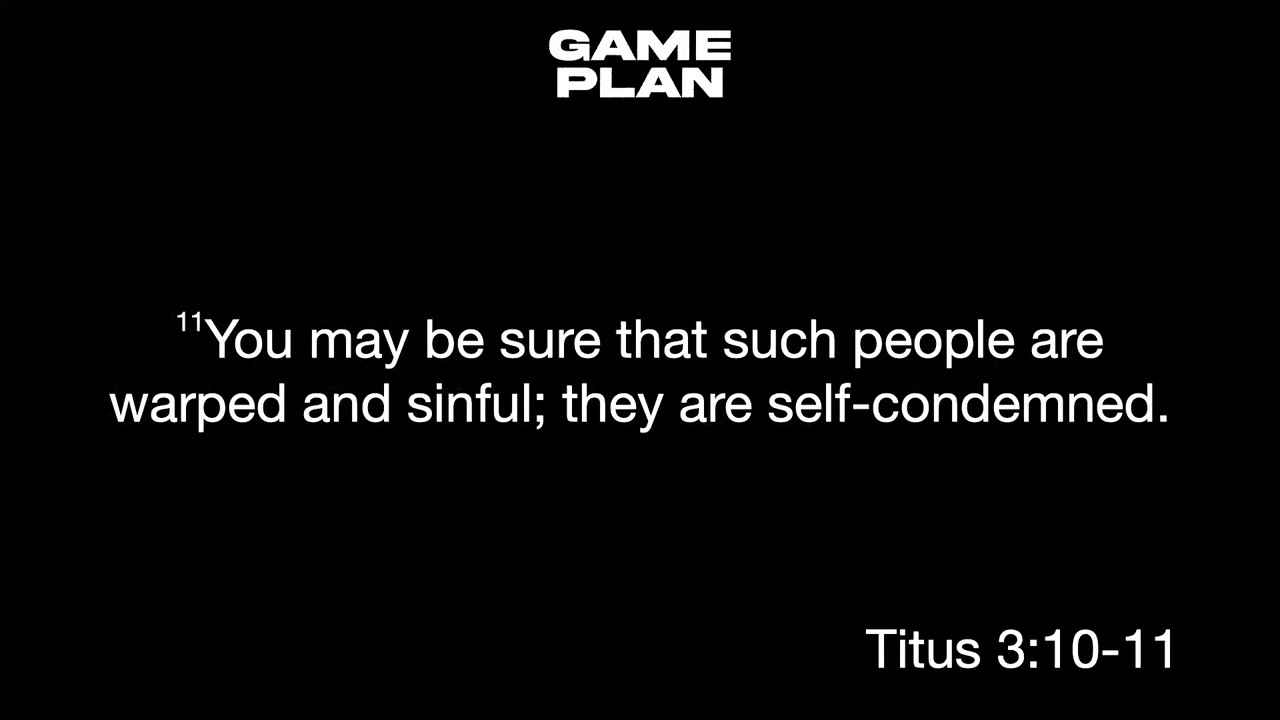 GAME
PLAN
11You may be sure that such people are
warped and sinful; they are self-condemned.
Titus 3:10-11